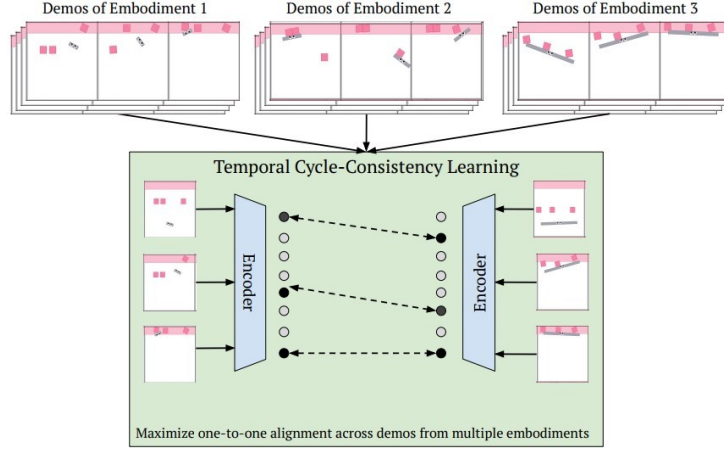 Demos of Embodiment 1
Demos of Embodiment 2
Demos of Embodiment 3
Temporal Cycle-Consistency Learning
Encoder
Encoder
Maximize one-to-one alignment across demos from multiple embodiments